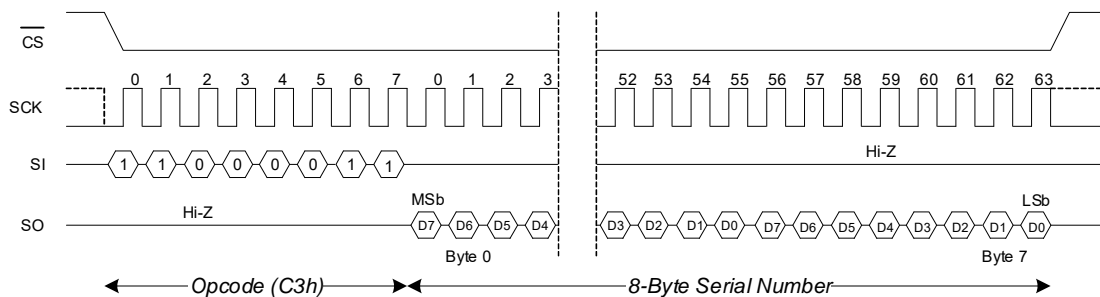 CS
0 1 2 3 4 5 6 7 0 1 2 3 52 53 54 55 56 57 58 59 60 61 62 63
SCK
Hi-Z
SI 1 1 0 0 0 0 1 1
MSb LSb
Hi-Z
SO D7 D6 D5 D4 D3 D2 D1 D0 D7 D6 D5 D4 D3 D2 D1 D0
Byte 0 Byte 7
Opcode (C3h) 8-Byte Serial Number